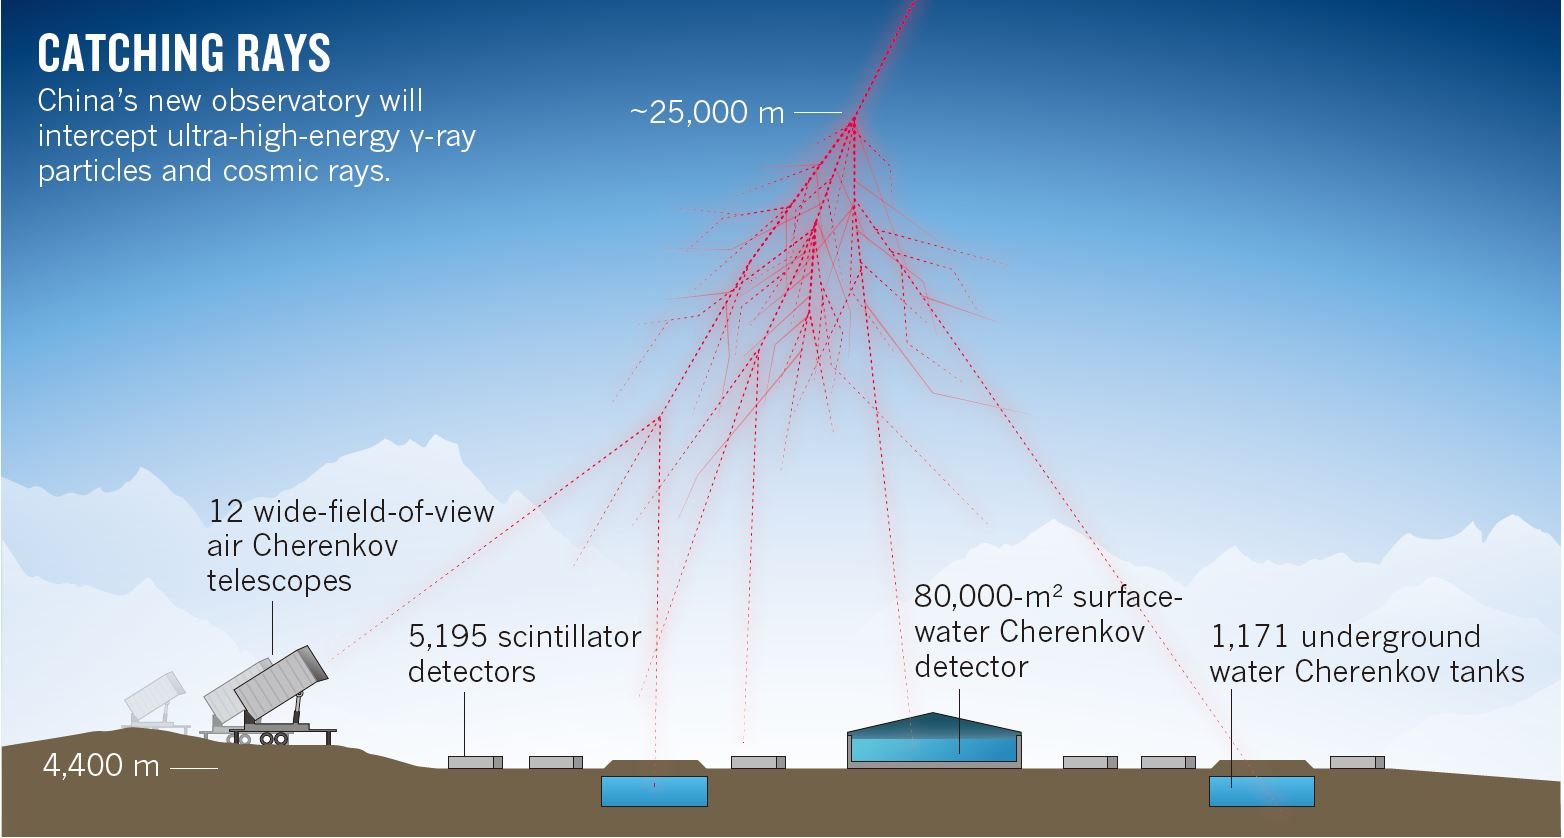 CATCHING RAYS
China’s new observatory will
intercept ultra-high-energy γ-ray
particles and cosmic rays.
~25,000 m
12 wide-field-of-view
air Cherenkov
telescopes
5,195 scintillator
detectors
80,000-m² surface-
water Cherenkov
detector
1,171 underground
water Cherenkov tanks
4,400 m